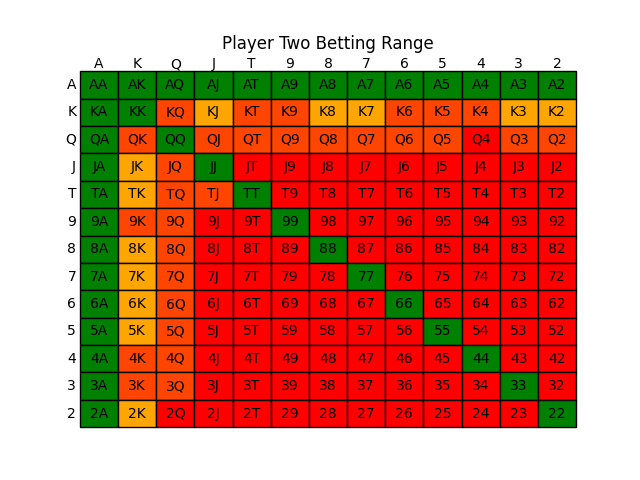 Player Two Betting Range
A K Q J T 9 8 7 6 5 4 3 2
A AA AK AQ AJ AT A9 A8 A7 A6 A5 A4 A3 A2
K KA KK KQ KJ KT K9 K8 K7 K6 K5 K4 K3 K2
Q QA QK QQ QJ QT Q9 Q8 Q7 Q6 Q5 Q4 Q3 Q2
J JA JK JQ JJ JT J9 J8 J7 J6 J5 J4 J3 J2
T TA TK TQ TJ TT T9 T8 T7 T6 T5 T4 T3 T2
9 9A 9K 9Q 9J 9T 99 98 97 96 95 94 93 92
8 8A 8K 8Q 8J 8T 89 88 87 86 85 84 83 82
7 7A 7K 7Q 7J 7T 79 78 77 76 75 74 73 72
6 6A 6K 6Q 6J 6T 69 68 67 66 65 64 63 62
5 5A 5K 5Q 5J 5T 59 58 57 56 55 54 53 52
4 4A 4K 4Q 4J 4T 49 48 47 46 45 44 43 42
3 3A 3K 3Q 3J 3T 39 38 37 36 35 34 33 32
2 2A 2K 2Q 2J 2T 29 28 27 26 25 24 23 22